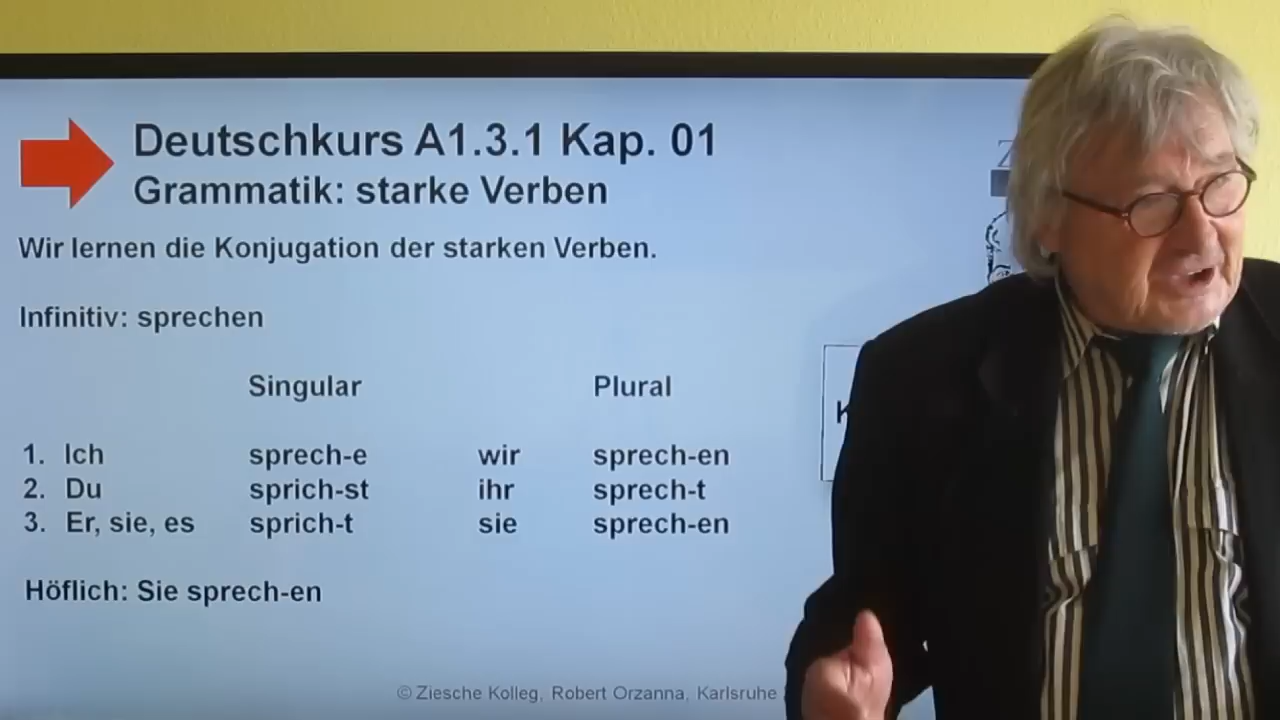 Deutschkurs A1.3.1 Kap. 01
Grammatik: starke Verben
Wir lernen die Konjugation der starken Verben.
Infinitiv: sprechen
Singular Plural
1. Ich sprech-e wir sprech-en
2. Du sprich-st ihr sprech-t
3. Er, sie, es sprich-t sie sprech-en
Höflich: Sie sprech-en
© Ziesche Kolleg, Robert Orzanna, Karlsruhe